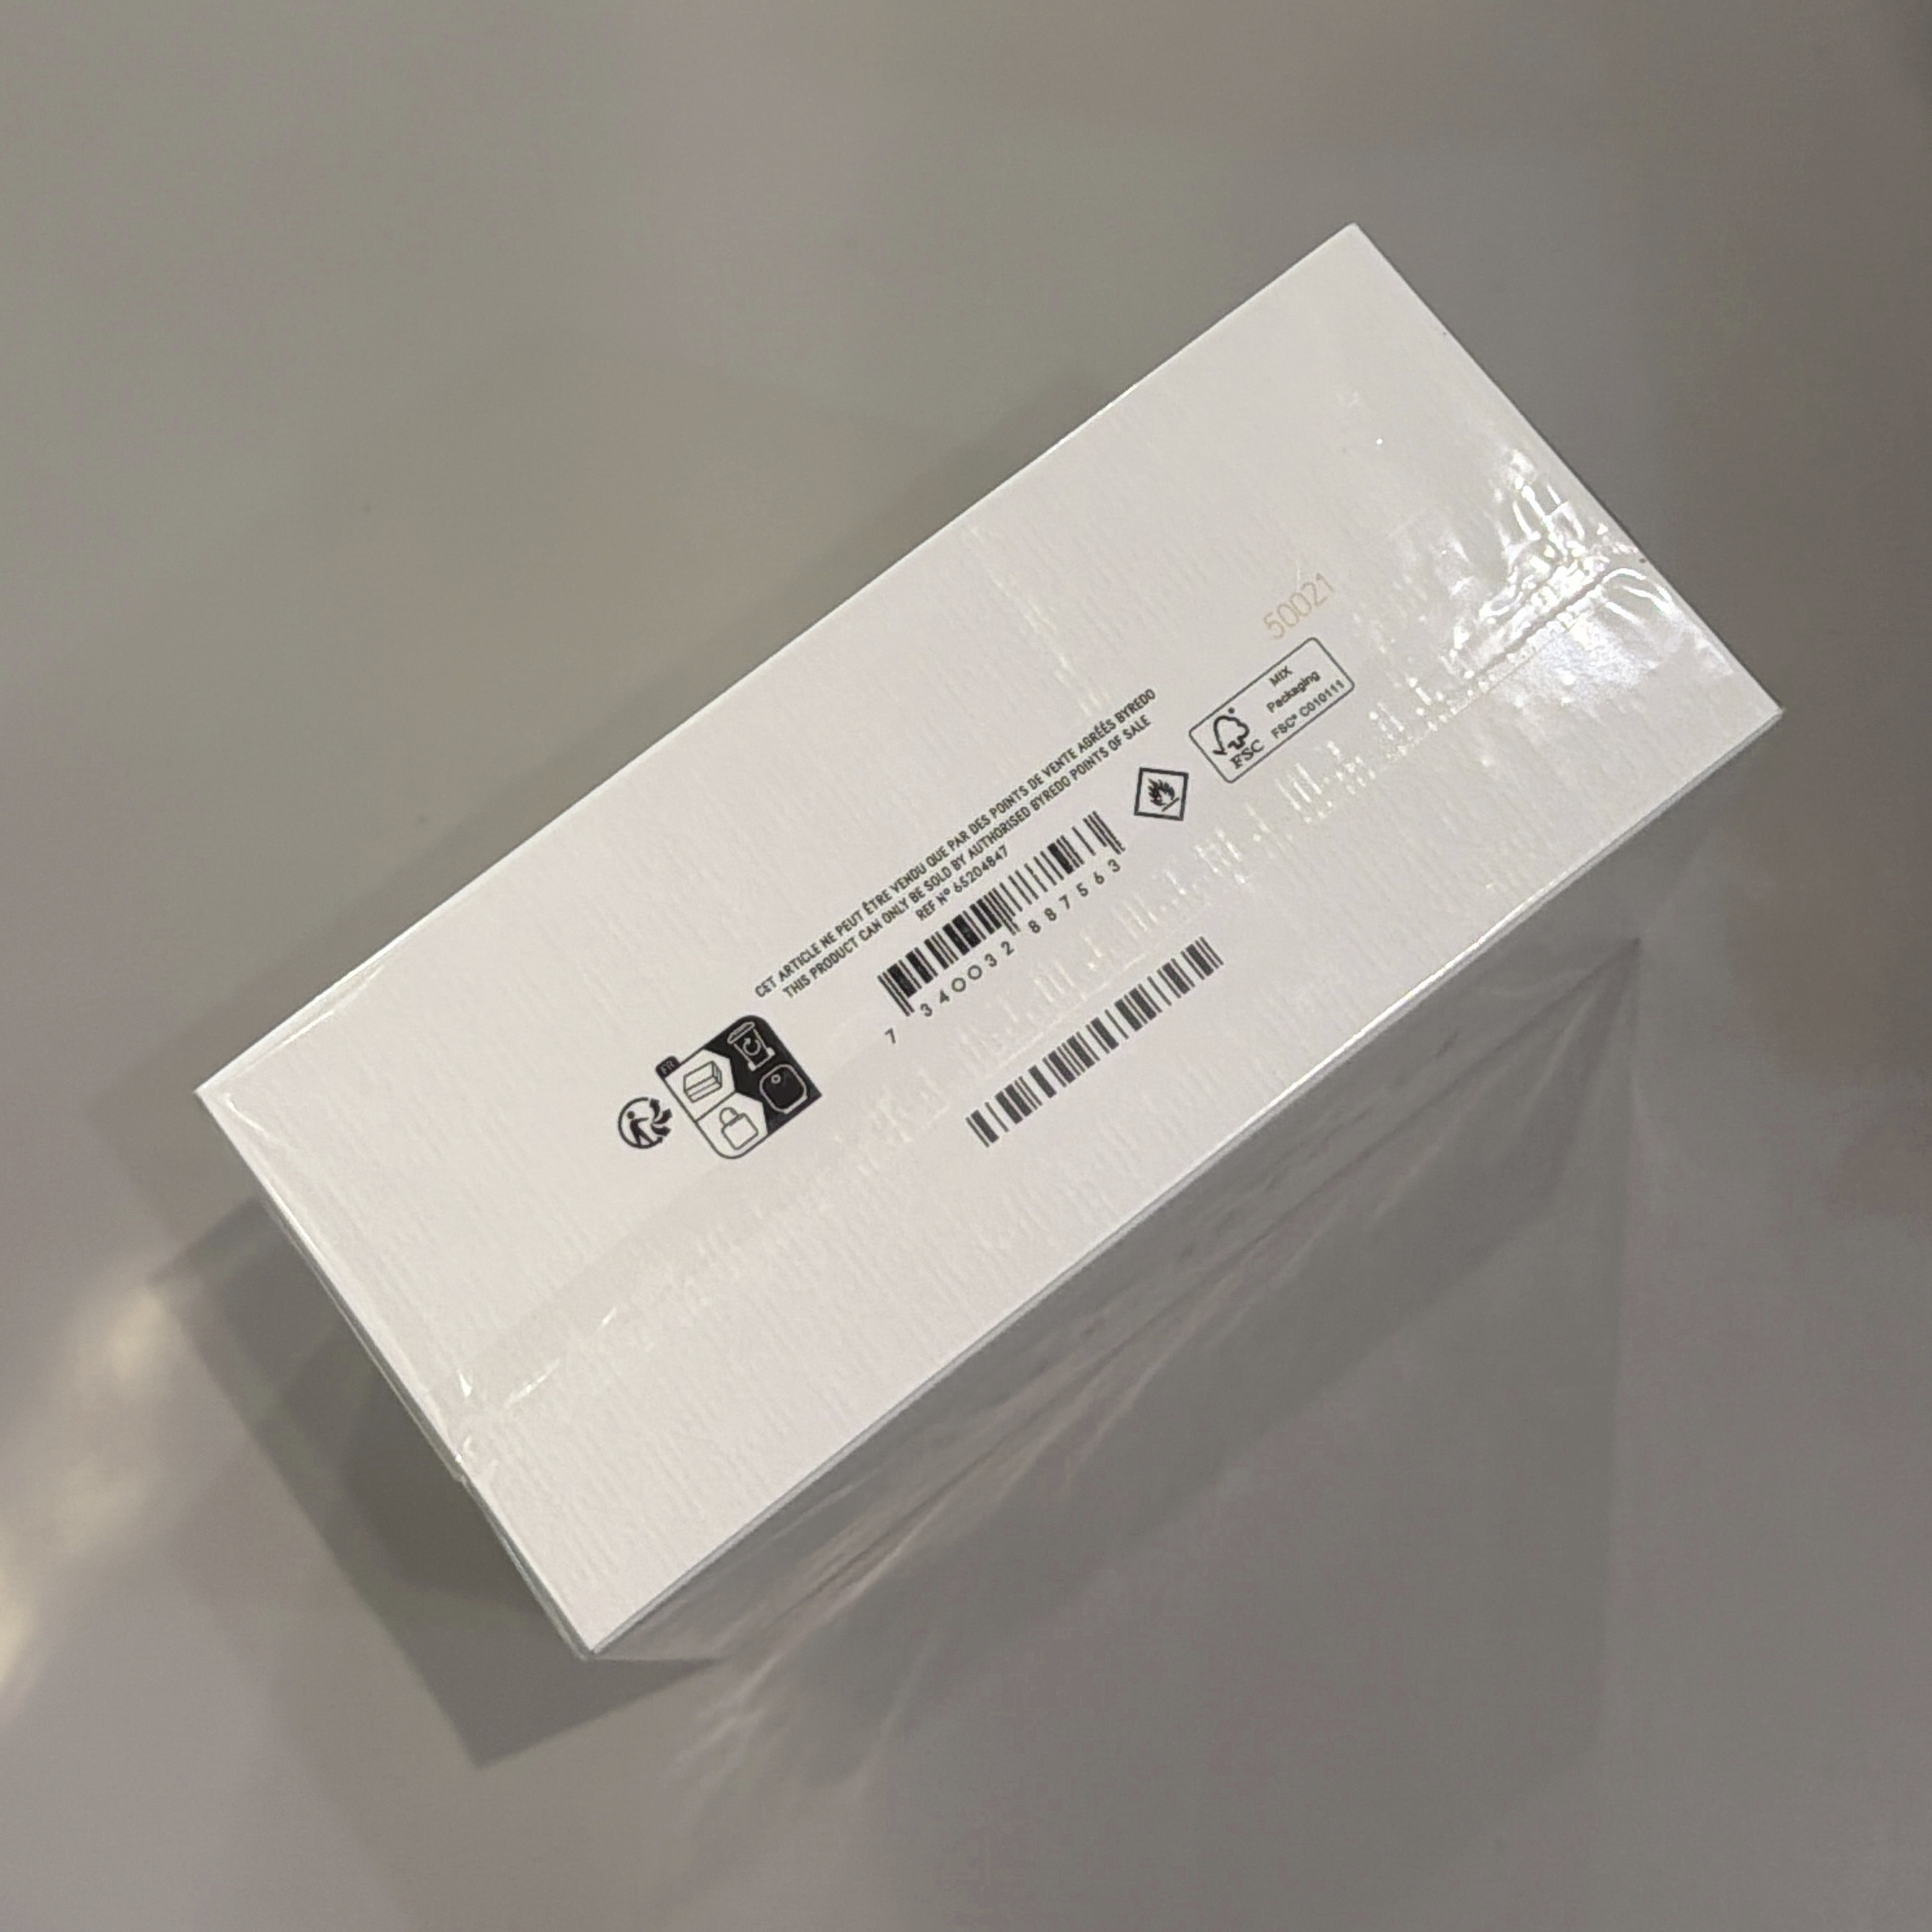 50021
CET ARTICLE NE PEUT ÊTRE VENDU QUE PAR DES POINTS DE VENTE AGRÉÉS BYREDO
THIS PRODUCT CAN ONLY BE SOLD BY AUTHORISED BYREDO POINTS OF SALE
REF N° 65204847
7 340032 887563
FSC
MIX
Packaging
FSC® C010111
FR